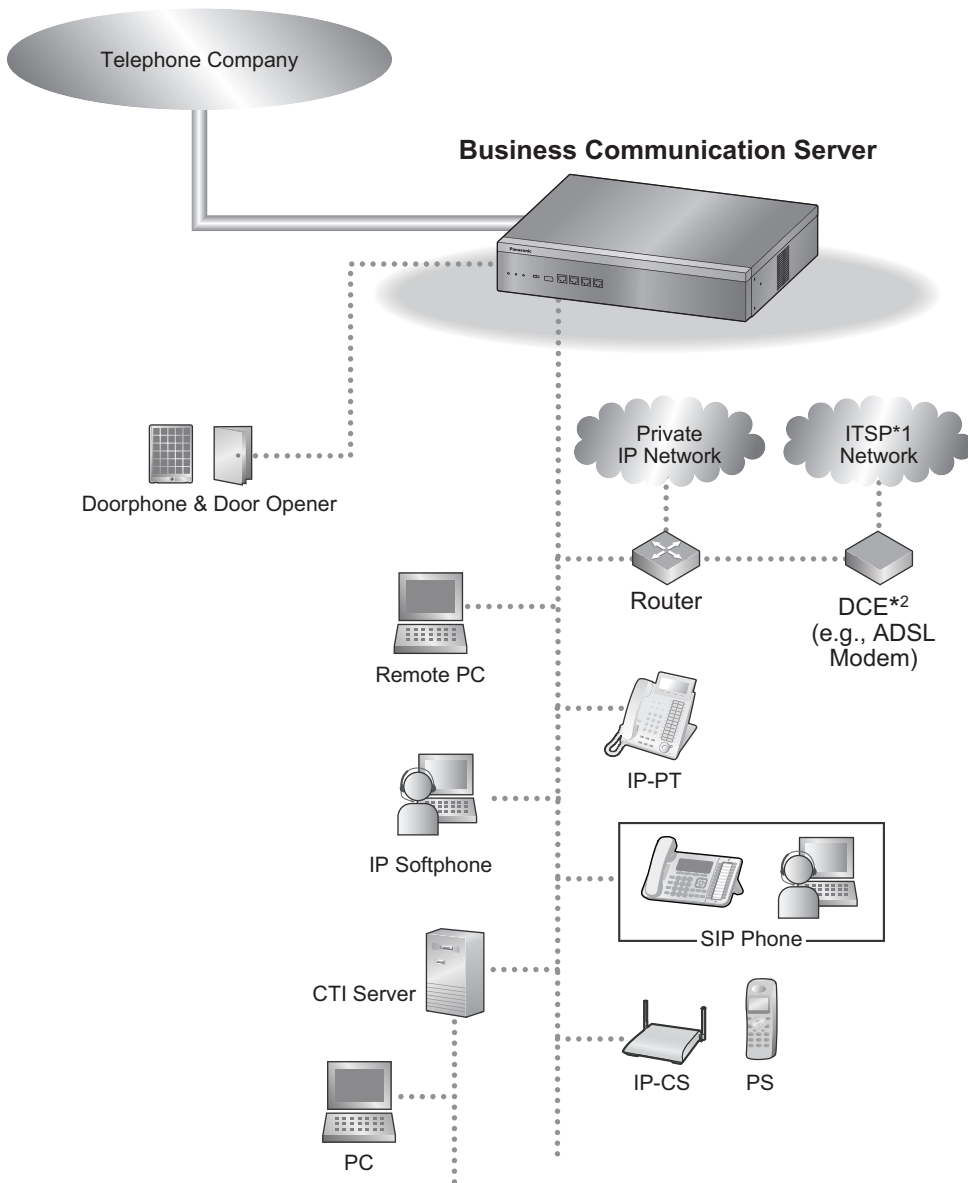 Telephone Company
Business Communication Server
Panasonic
Private
IP Network
ITSP*1
Network
Doorphone & Door Opener
Router
DCE*2
(e.g., ADSL
Modem)
Remote PC
IP-PT
IP Softphone
SIP Phone
CTI Server
IP-CS
PS
PC